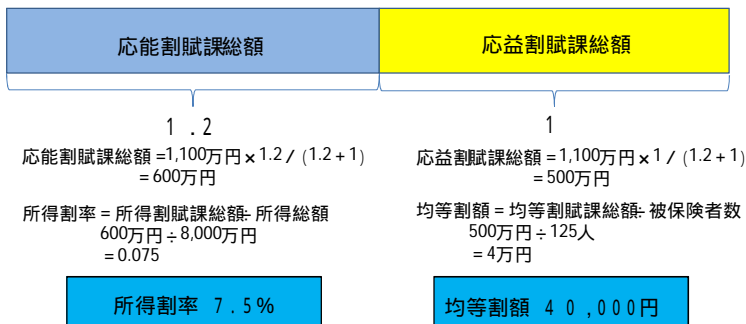 応能割賦課総額
応益割賦課総額
1.2
応能割賦課総額=1,100万円×1.2/(1.2+1)
=600万円
所得割率=所得割賦課総額÷所得総額
600万円÷8,000万円
=0.075
所得割率 7.5%
1
応益割賦課総額=1,100万円×1/(1.2+1)
=500万円
均等割額=均等割賦課総額÷被保険者数
500万円÷125人
=4万円
均等割額 40,000円